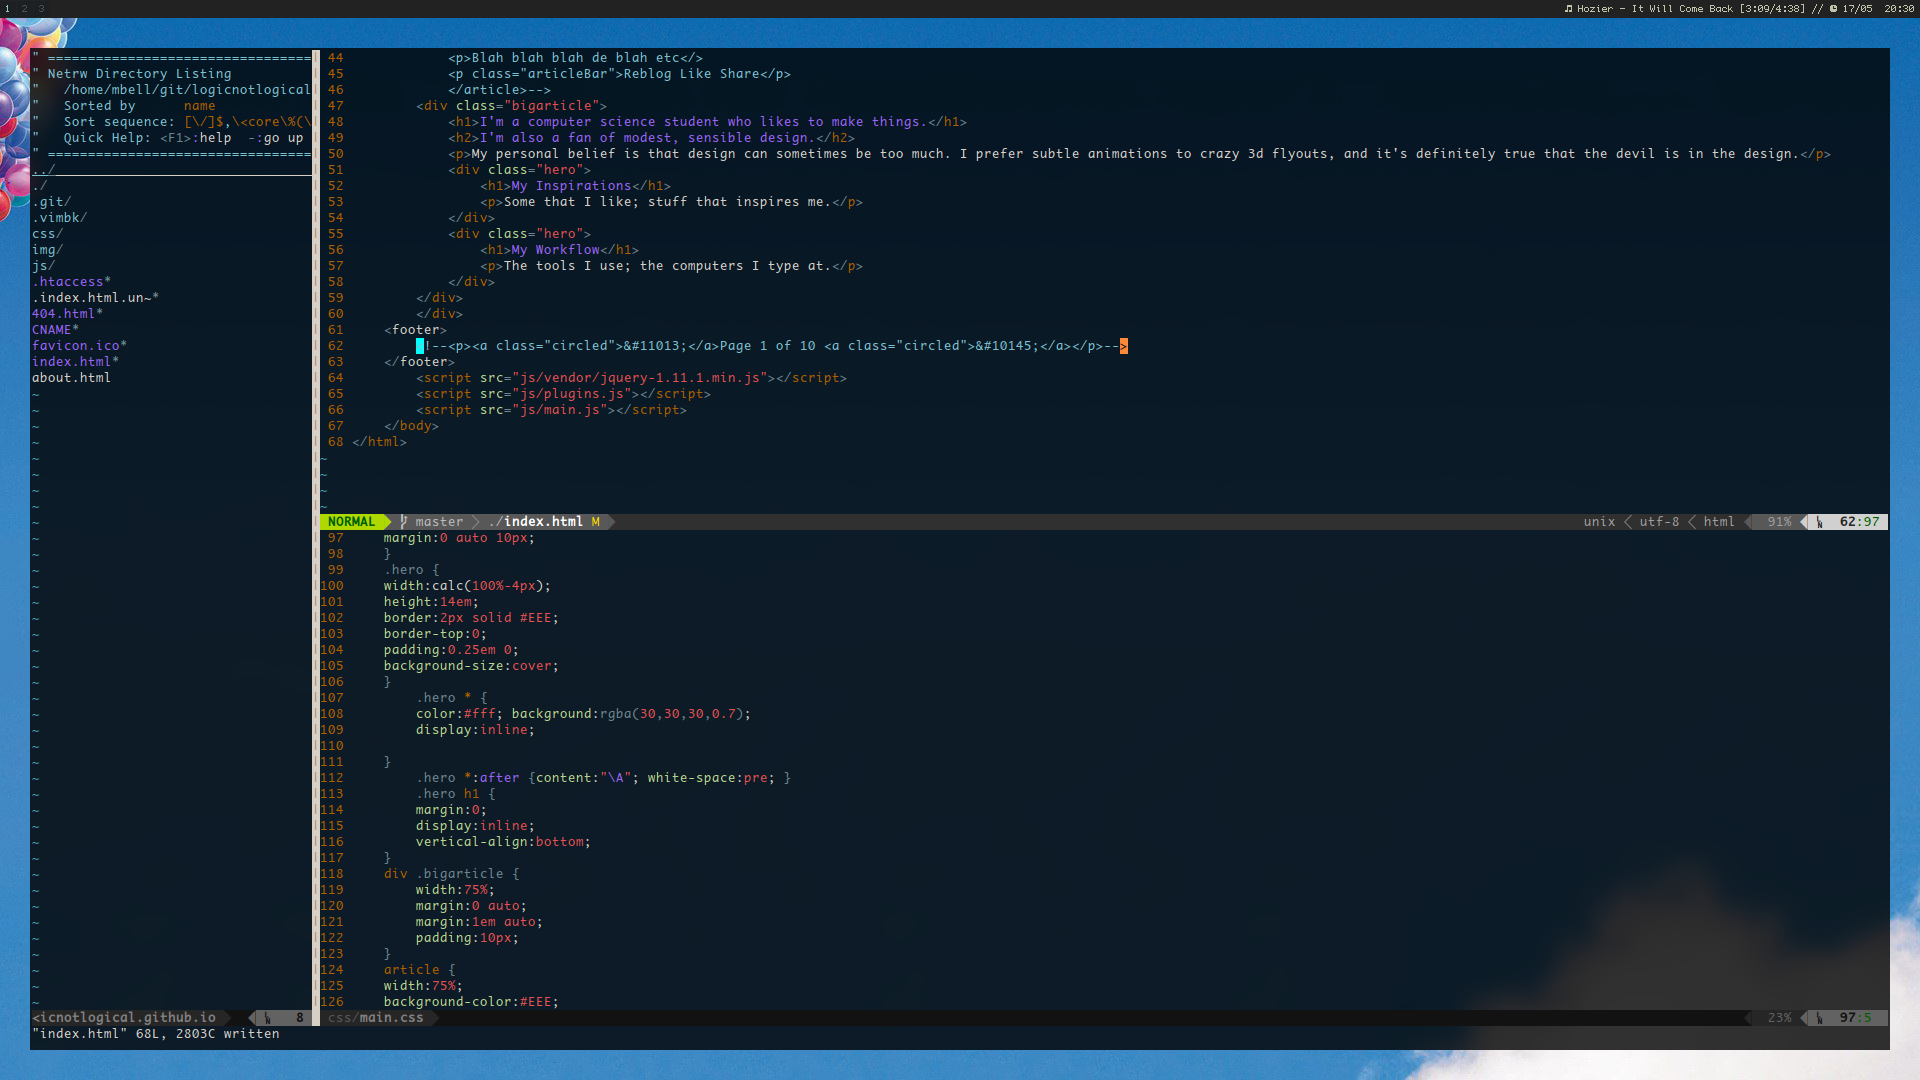 1 2 3
Hozier - It Will Come Back [3:09/4:38] // 17/05 20:30
" =================================
" Netrw Directory Listing
"   /home/mbell/git/logicnotlogical
"   Sorted by      name
"   Sort sequence: [\/]$,\<core\%(\
"   Quick Help: <F1>:help  -:go up
" =================================
../
./
.git/
.vimbk/
css/
img/
js/
.htaccess*
.index.html.un~*
404.html*
CNAME*
favicon.ico*
index.html*
about.html
<icnotlogical.github.io 8
44 <p>Blah blah blah de blah etc</>
45 <p class="articleBar">Reblog Like Share</p>
46 </article>-->
47 <div class="bigarticle">
48 <h1>I'm a computer science student who likes to make things.</h1>
49 <h2>I'm also a fan of modest, sensible design.</h2>
50 <p>My personal belief is that design can sometimes be too much. I prefer subtle animations to crazy 3d flyouts, and it's definitely true that the devil is in the design.</p>
51 <div class="hero">
52 <h1>My Inspirations</h1>
53 <p>Some that I like; stuff that inspires me.</p>
54 </div>
55 <div class="hero">
56 <h1>My Workflow</h1>
57 <p>The tools I use; the computers I type at.</p>
58 </div>
59 </div>
60 </div>
61 <footer>
62 <!--<p><a class="circled">&#11013;</a>Page 1 of 10 <a class="circled">&#10145;</a></p>-->
63 </footer>
64 <script src="js/vendor/jquery-1.11.1.min.js"></script>
65 <script src="js/plugins.js"></script>
66 <script src="js/main.js"></script>
67 </body>
68 </html>
NORMAL master ./index.html M unix utf-8 html 91% 62:97
97 margin:0 auto 10px;
98 }
99 .hero {
100 width:calc(100%-4px);
101 height:14em;
102 border:2px solid #EEE;
103 border-top:0;
104 padding:0.25em 0;
105 background-size:cover;
106 }
107 .hero * {
108 color:#fff; background:rgba(30,30,30,0.7);
109 display:inline;
110
111 }
112 .hero *:after {content:"\A"; white-space:pre; }
113 .hero h1 {
114 margin:0;
115 display:inline;
116 vertical-align:bottom;
117 }
118 div .bigarticle {
119 width:75%;
120 margin:0 auto;
121 margin:1em auto;
122 padding:10px;
123 }
124 article {
125 width:75%;
126 background-color:#EEE;
css/main.css 23% 97:5
"index.html" 68L, 2803C written